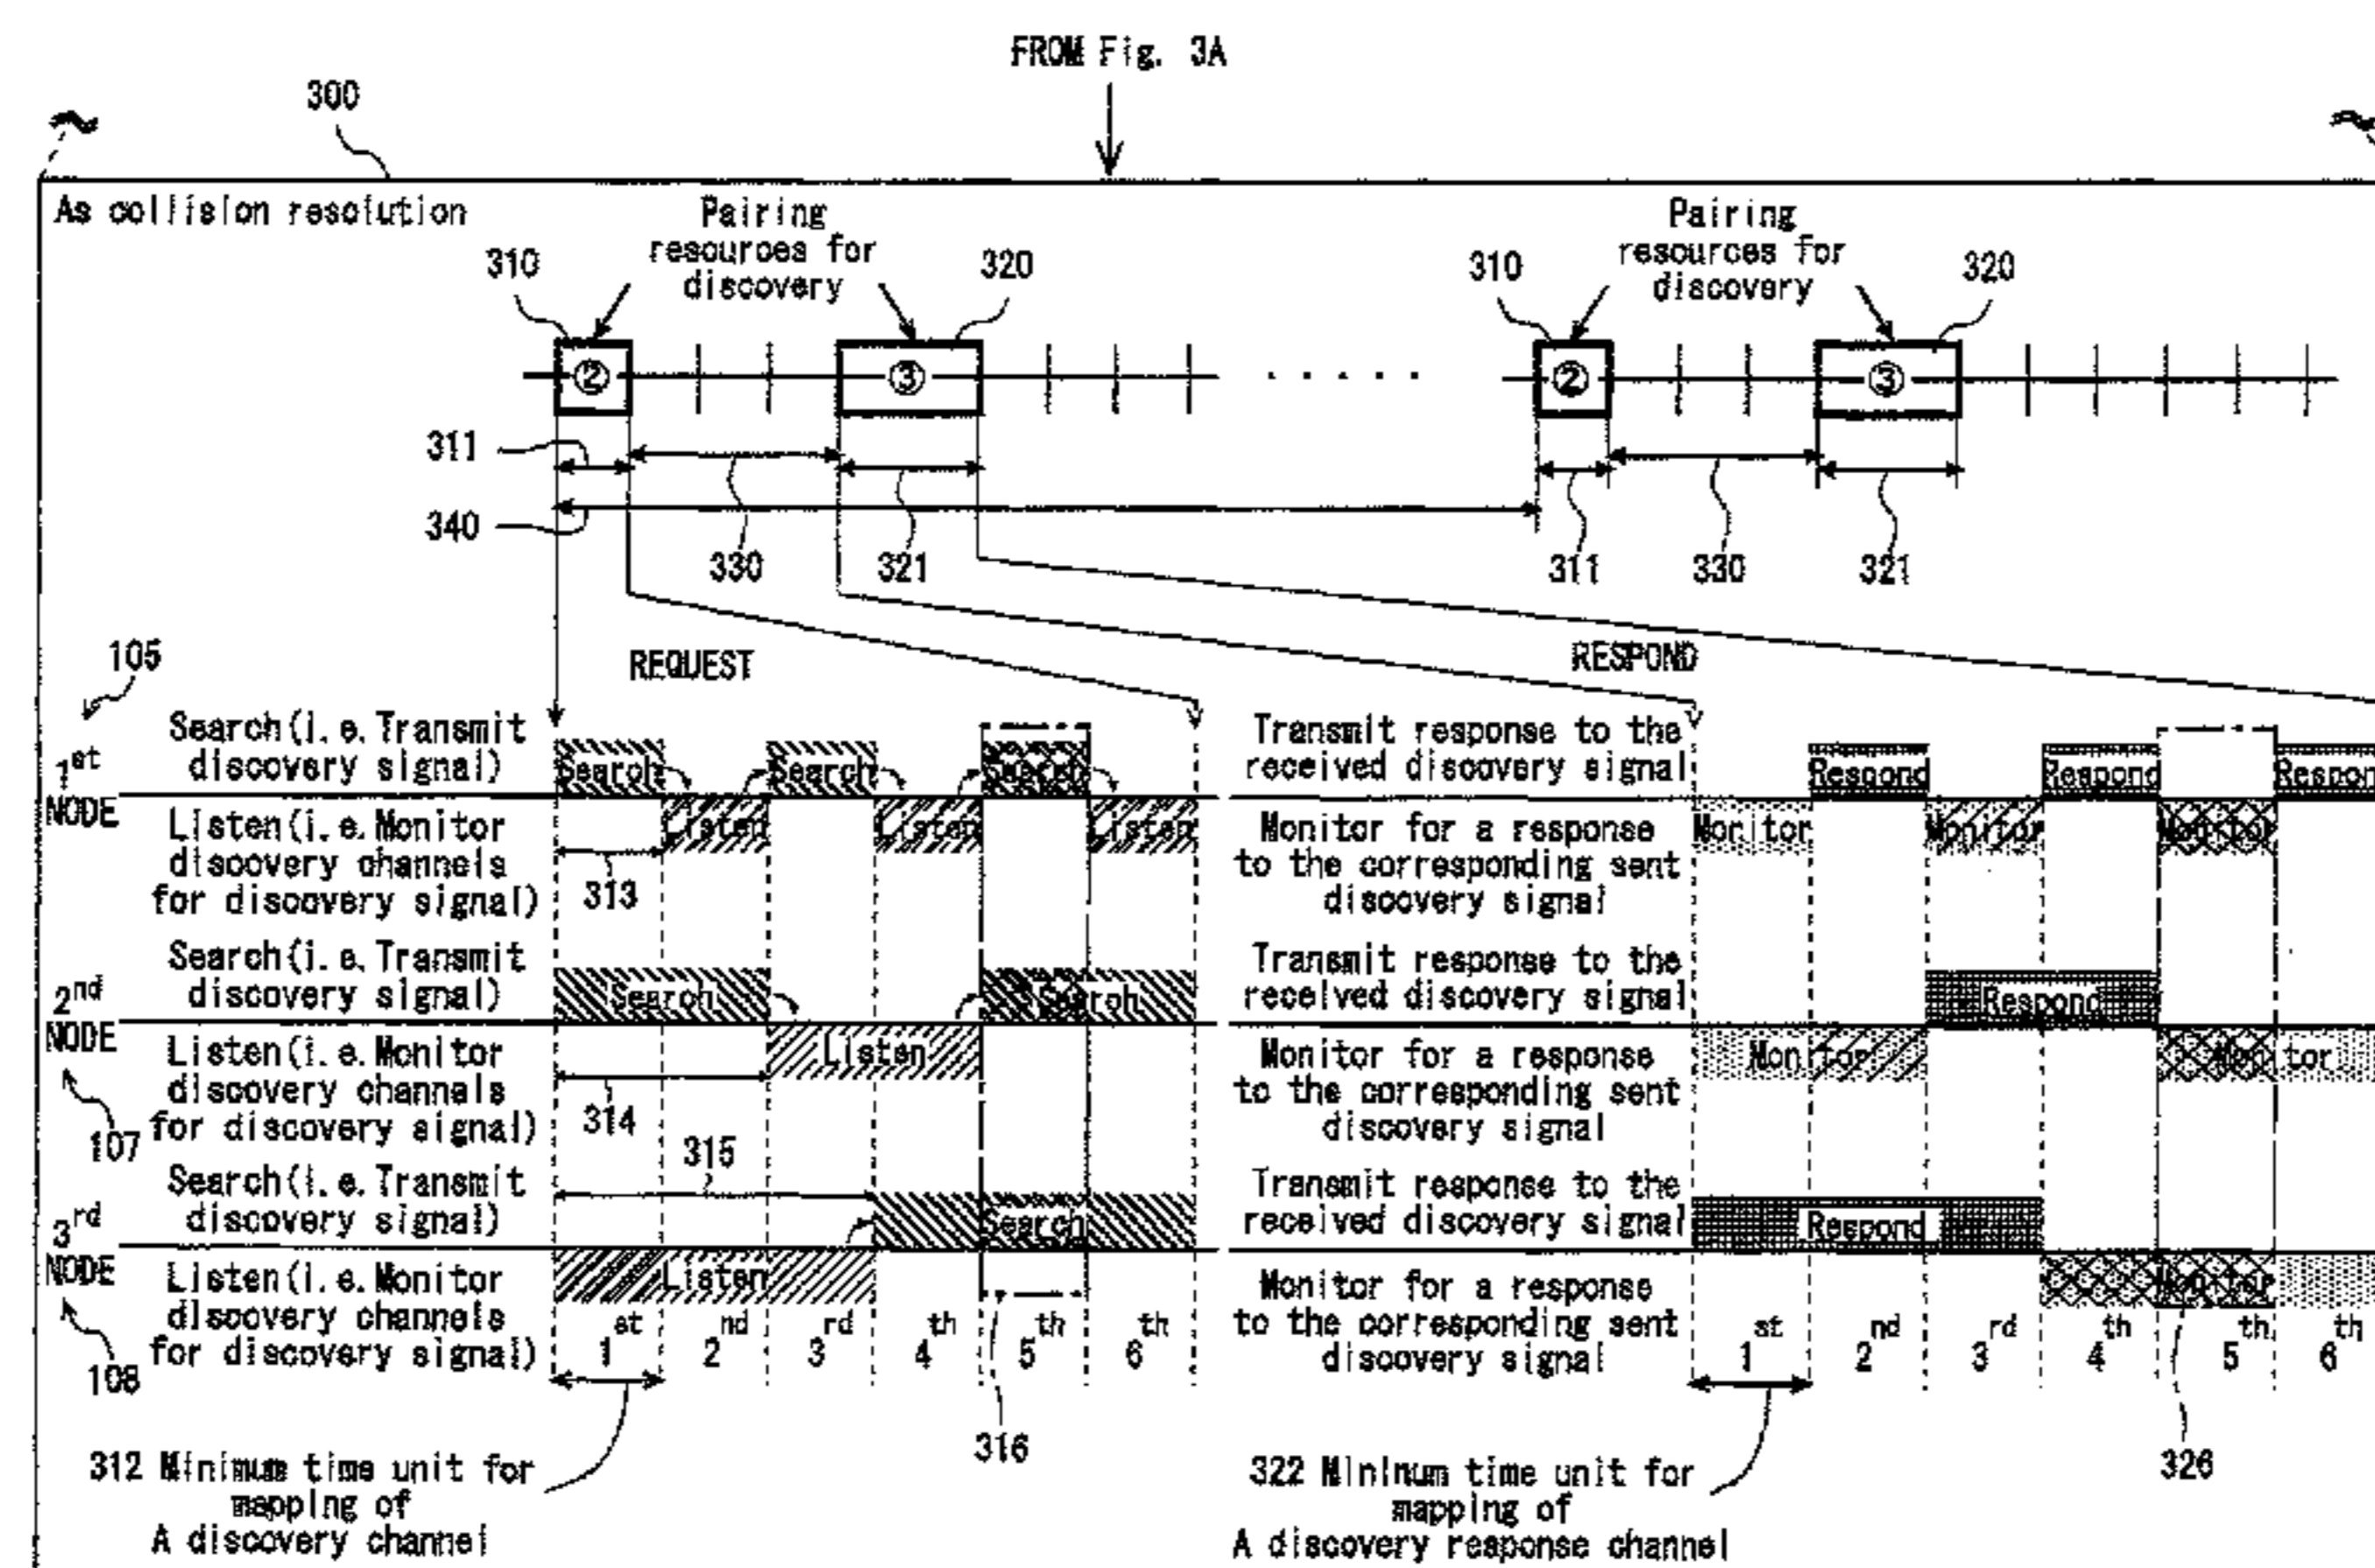 FROM Fig. 3A
300
As collision resolution
Pairing
resources for
discovery
310
320
Pairing
resources for
discovery
310
320
②
③
②
③
311
340
330
321
311
330
321
REQUEST
RESPOND
105
1st
NODE
Search(i.e.Transmit
discovery signal)
Search
Search
Search
Listen(i.e.Monitor
discovery channels
for discovery signal)
Listen
Listen
Listen
313
Transmit response to the
received discovery signal
Respond
Respond
Respon
Monitor for a response
to the corresponding sent
discovery signal
Monitor
Monitor
Monitor
2nd
NODE
107
Search(i.e.Transmit
discovery signal)
Search
Search
Listen(i.e.Monitor
discovery channels
for discovery signal)
Listen
314
Transmit response to the
received discovery signal
Respond
Monitor for a response
to the corresponding sent
discovery signal
Monitor
Monitor
3rd
NODE
108
Search(i.e.Transmit
discovery signal)
315
Search
Listen(i.e.Monitor
discovery channels
for discovery signal)
Listen
Transmit response to the
received discovery signal
Respond
Monitor for a response
to the corresponding sent
discovery signal
Monitor
1st 2nd 3rd 4th 5th 6th
1st 2nd 3rd 4th 5th 6th
316
326
312 Minimum time unit for
mapping of
A discovery channel
322 Mininum time unit for
mapping of
A discovery response channel